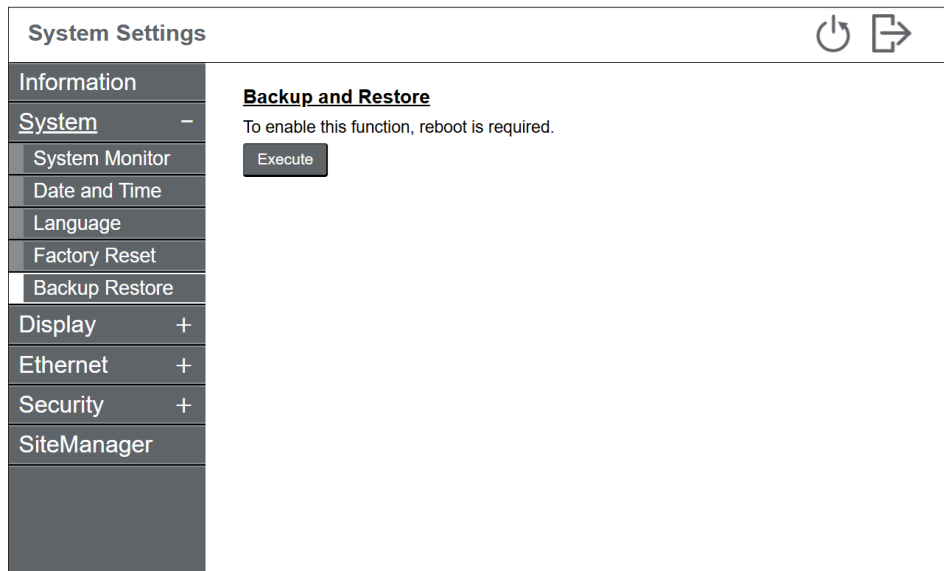 System Settings
Information
System −
System Monitor
Date and Time
Language
Factory Reset
Backup Restore
Display +
Ethernet +
Security +
SiteManager
Backup and Restore
To enable this function, reboot is required.
Execute